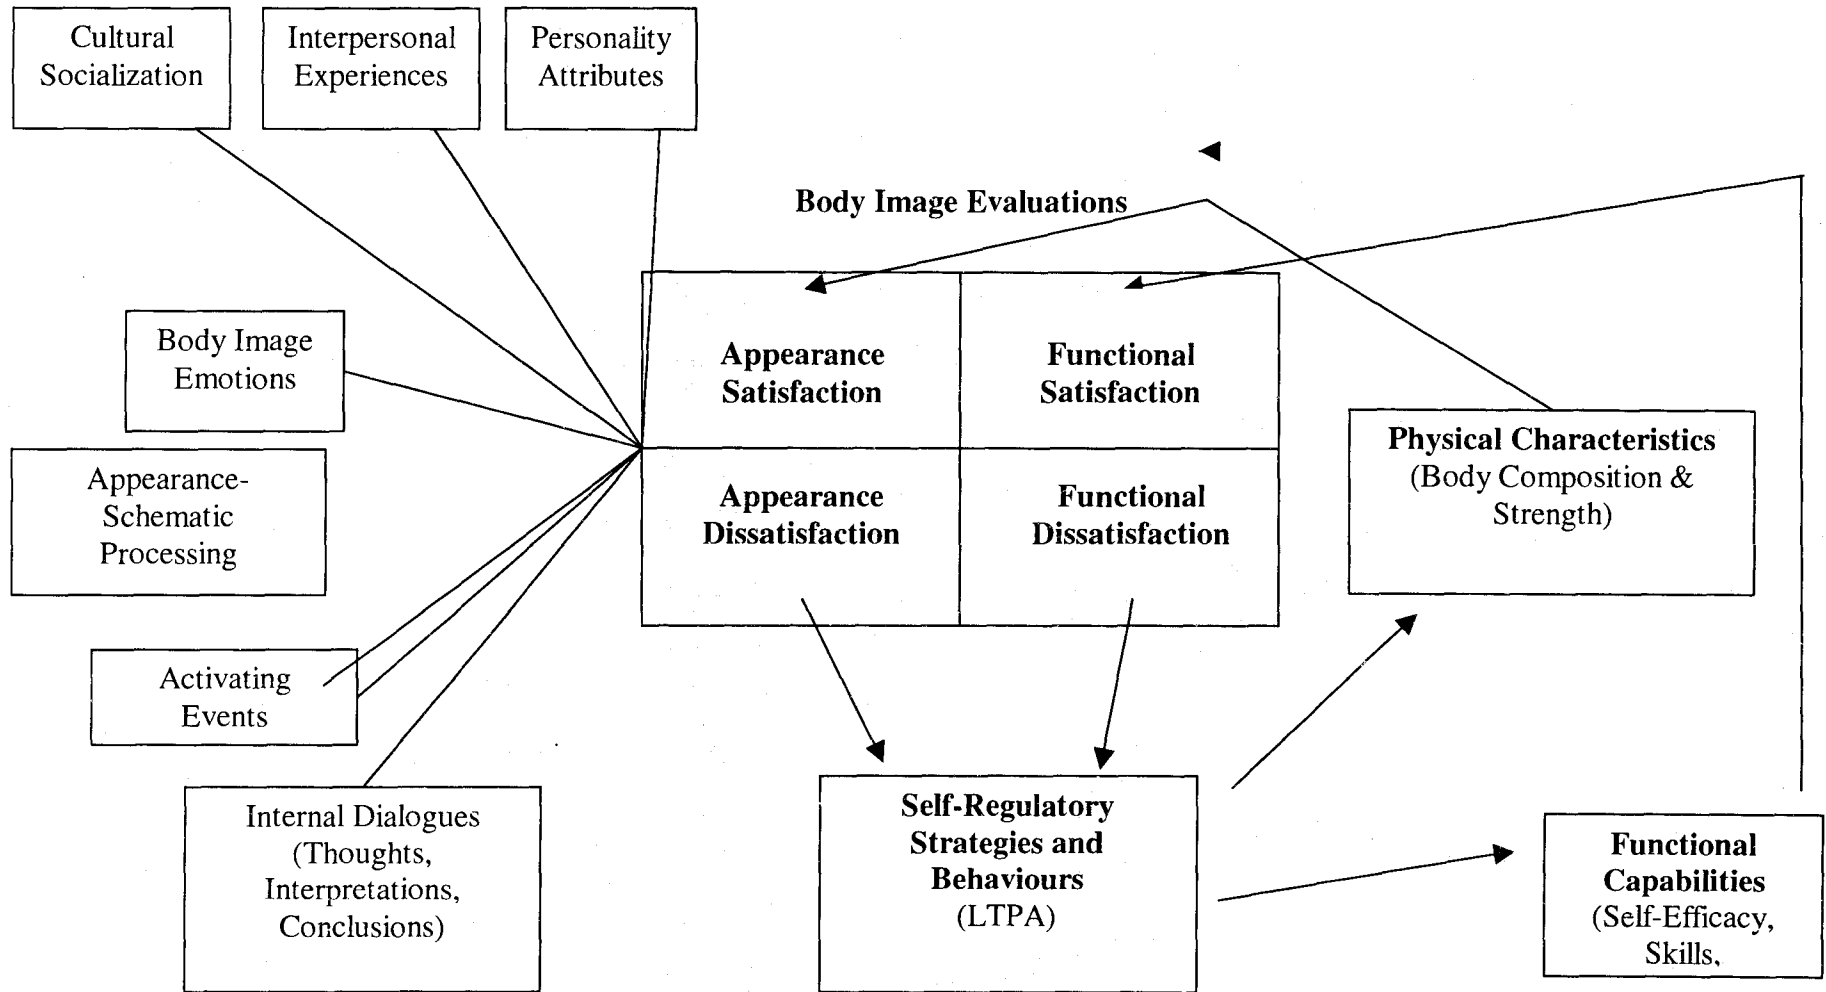 Cultural
Socialization
Interpersonal
Experiences
Personality
Attributes
Body Image Evaluations
Body Image
Emotions
Appearance
Satisfaction
Functional
Satisfaction
Physical Characteristics
(Body Composition &
Strength)
Appearance-
Schematic
Processing
Appearance
Dissatisfaction
Functional
Dissatisfaction
Activating
Events
Internal Dialogues
(Thoughts,
Interpretations,
Conclusions)
Self-Regulatory
Strategies and
Behaviours
(LTPA)
Functional
Capabilities
(Self-Efficacy,
Skills,